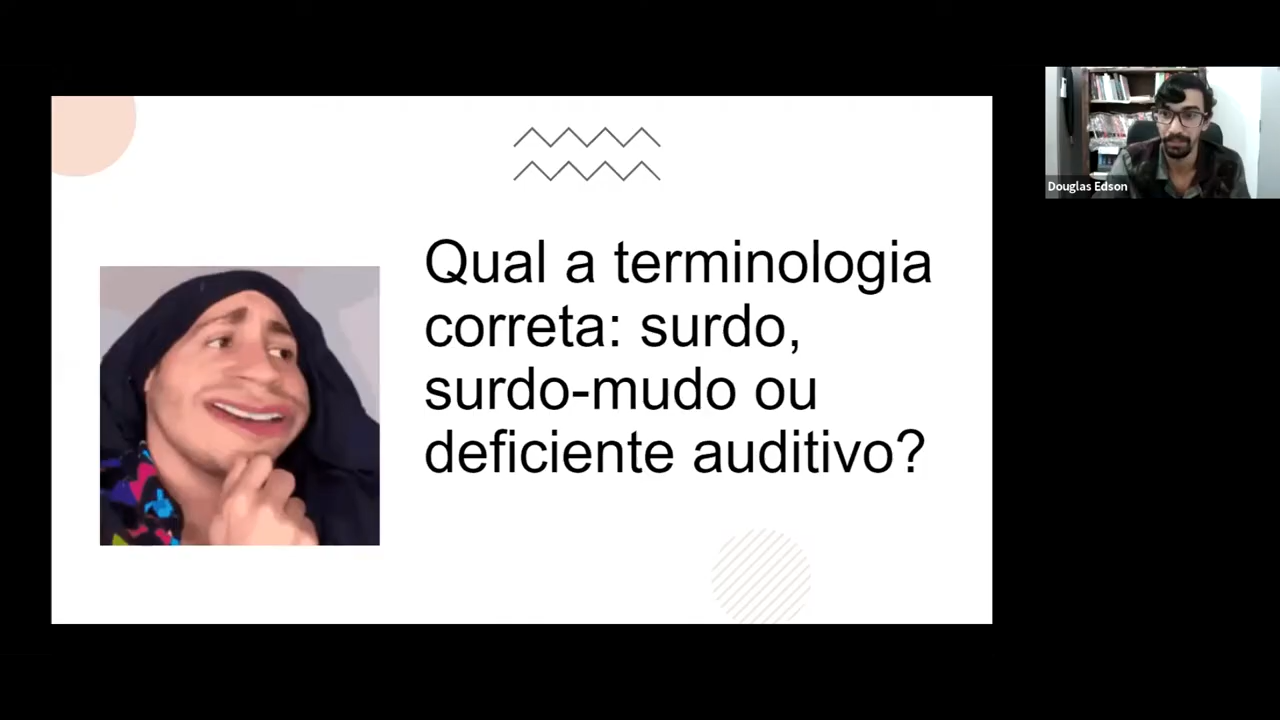 Qual a terminologia
correta: surdo,
surdo-mudo ou
deficiente auditivo?
Douglas Edson